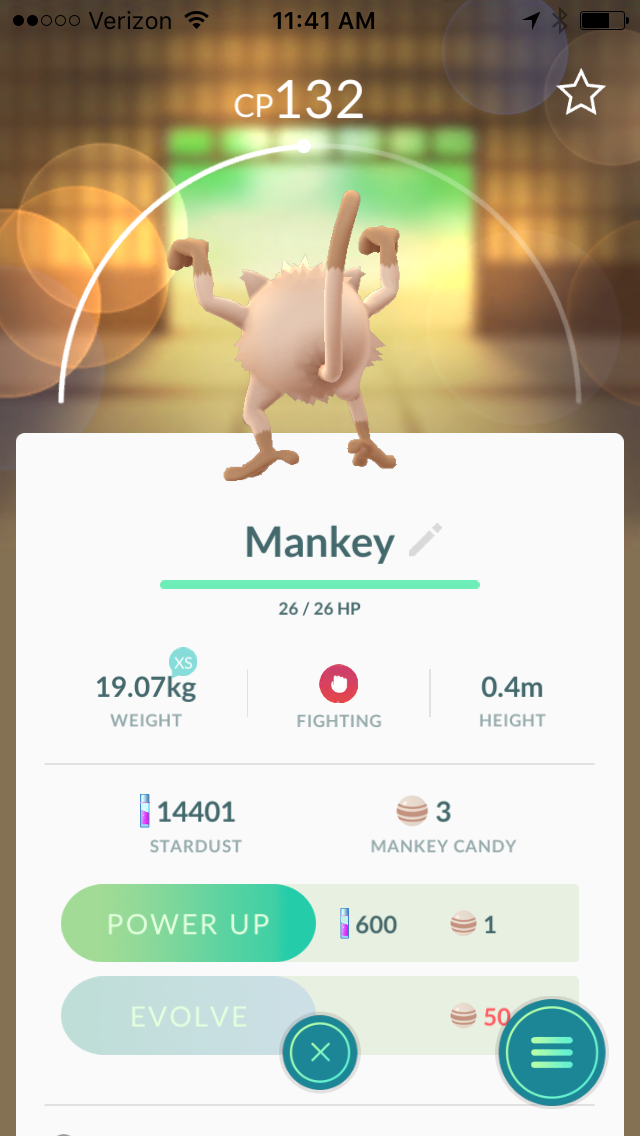 Verizon 11:41 AM
CP132
Mankey
26 / 26 HP
XS
19.07kg 0.4m
WEIGHT FIGHTING HEIGHT
14401 3
STARDUST MANKEY CANDY
POWER UP 600 1
EVOLVE 50